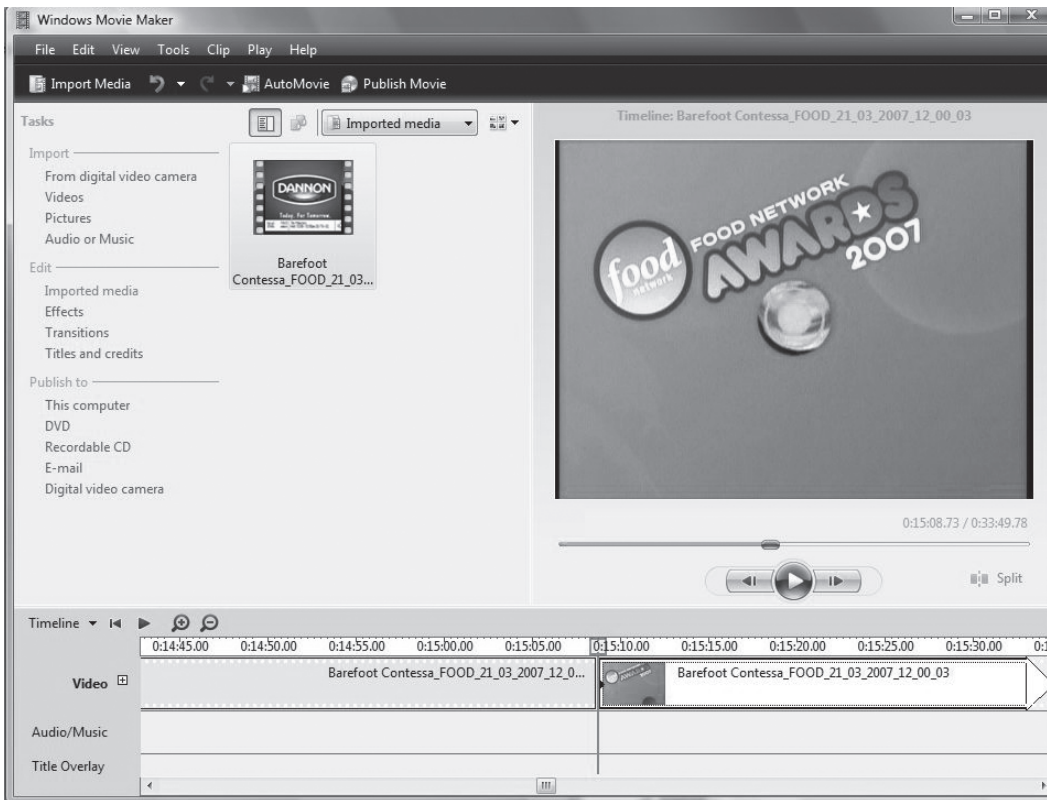 Windows Movie Maker
File Edit View Tools Clip Play Help
Import Media AutoMovie Publish Movie
Tasks
Imported media
Import
From digital video camera
Videos
Pictures
Audio or Music
Edit
Imported media
Effects
Transitions
Titles and credits
Publish to
This computer
DVD
Recordable CD
E-mail
Digital video camera
DANNON
Barefoot
Contessa_FOOD_21_03...
Timeline: Barefoot Contessa_FOOD_21_03_2007_12_00_03
food
network
FOOD NETWORK
AWARDS
2007
0:15:08.73 / 0:33:49.78
Split
Timeline
0:14:45.00 0:14:50.00 0:14:55.00 0:15:00.00 0:15:05.00 0:15:10.00 0:15:15.00 0:15:20.00 0:15:25.00 0:15:30.00
Video
Barefoot Contessa_FOOD_21_03_2007_12_0...
Barefoot Contessa_FOOD_21_03_2007_12_00_03
Audio/Music
Title Overlay